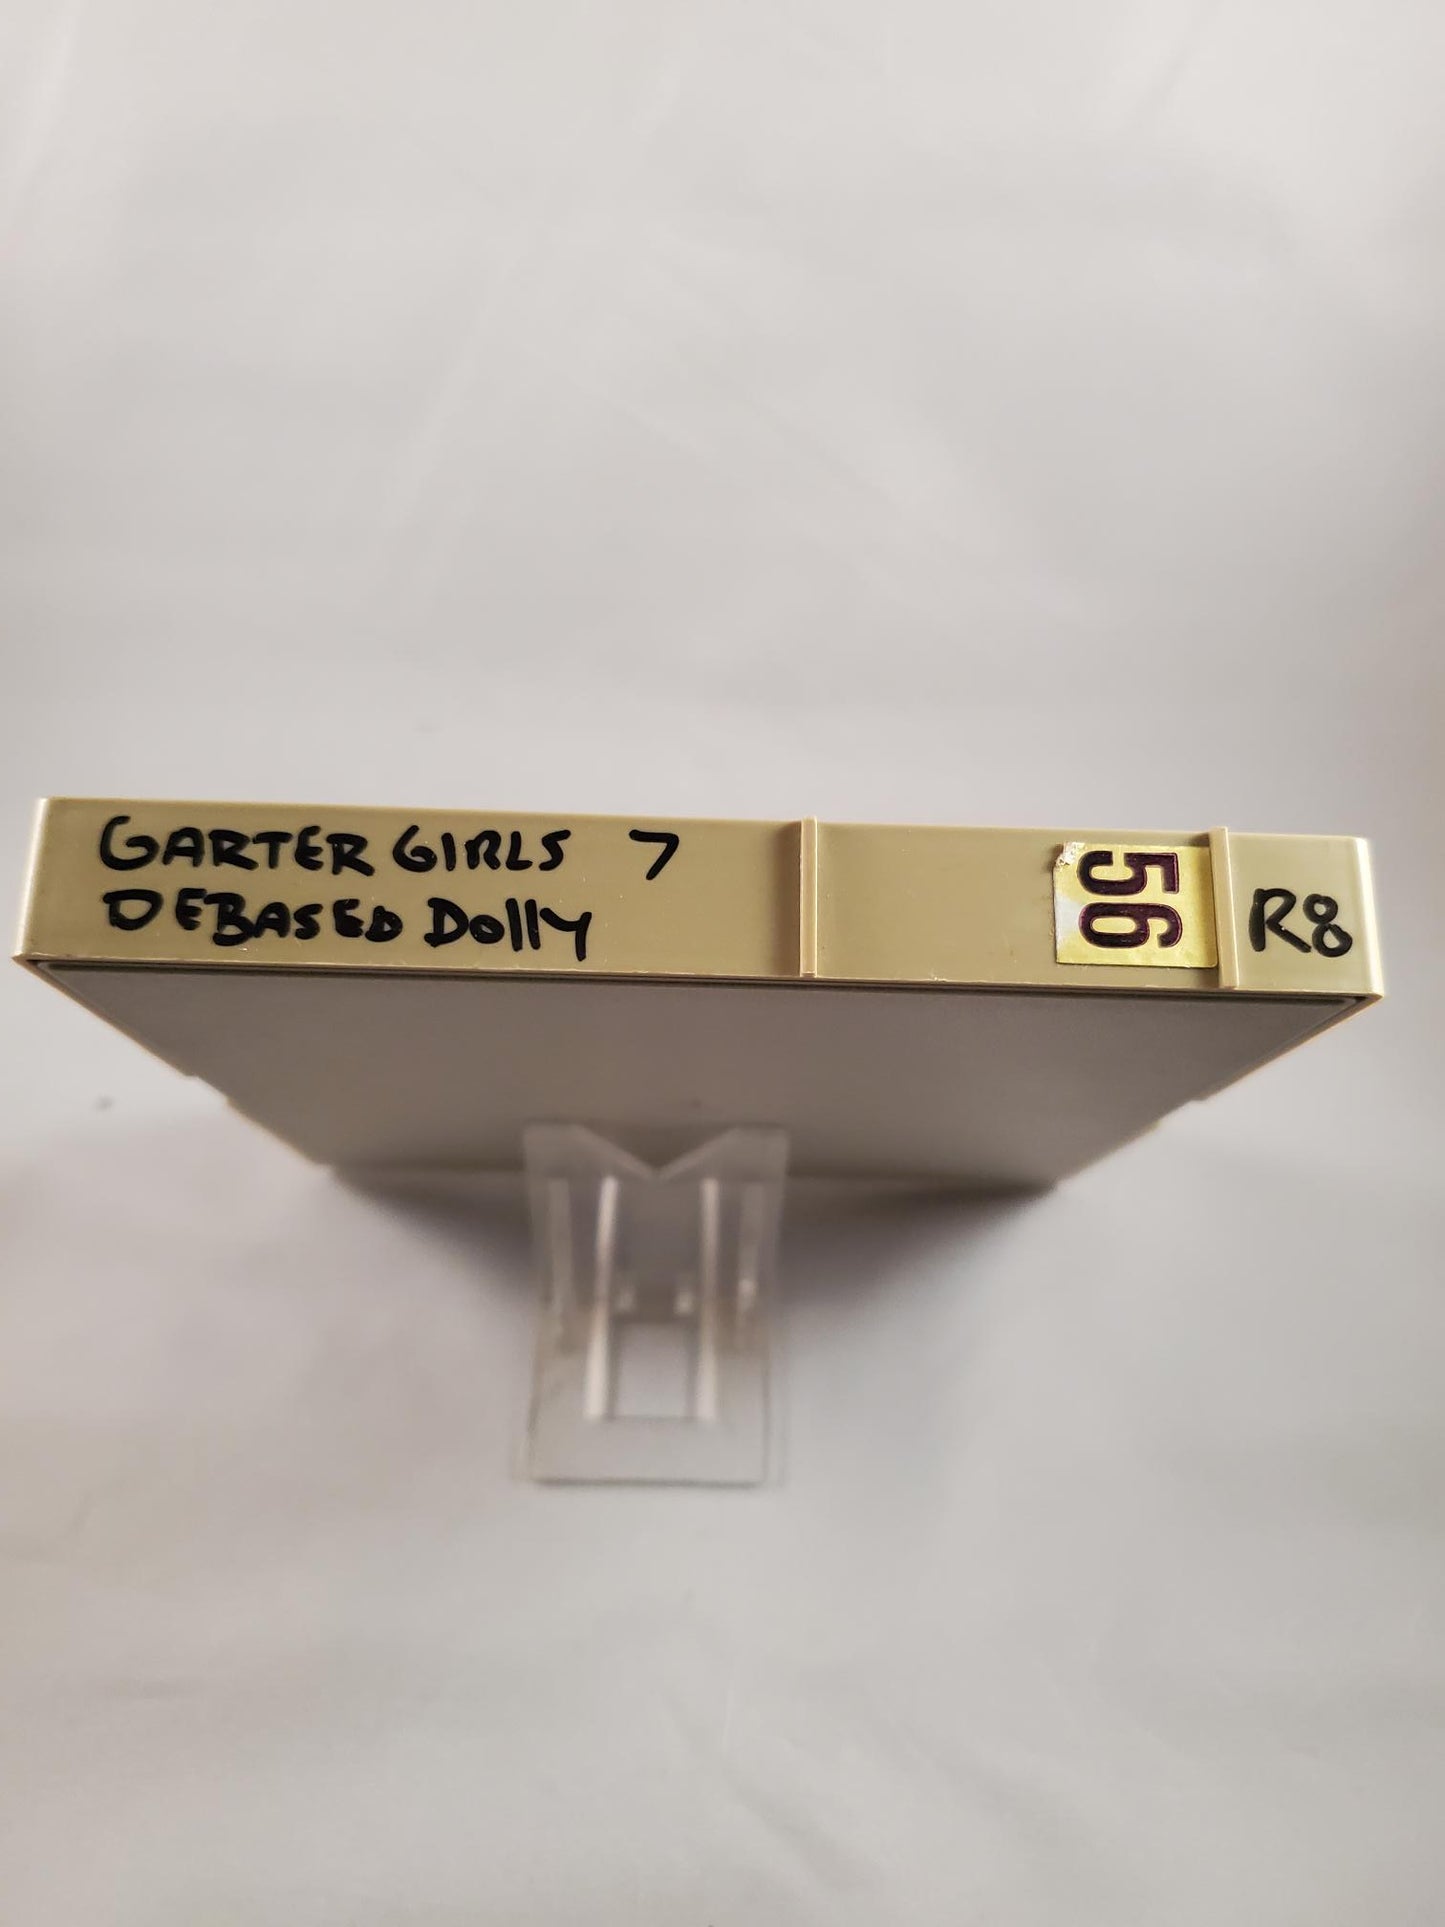 GARTER GIRLS 7
DEBASED Dolly
56
R8